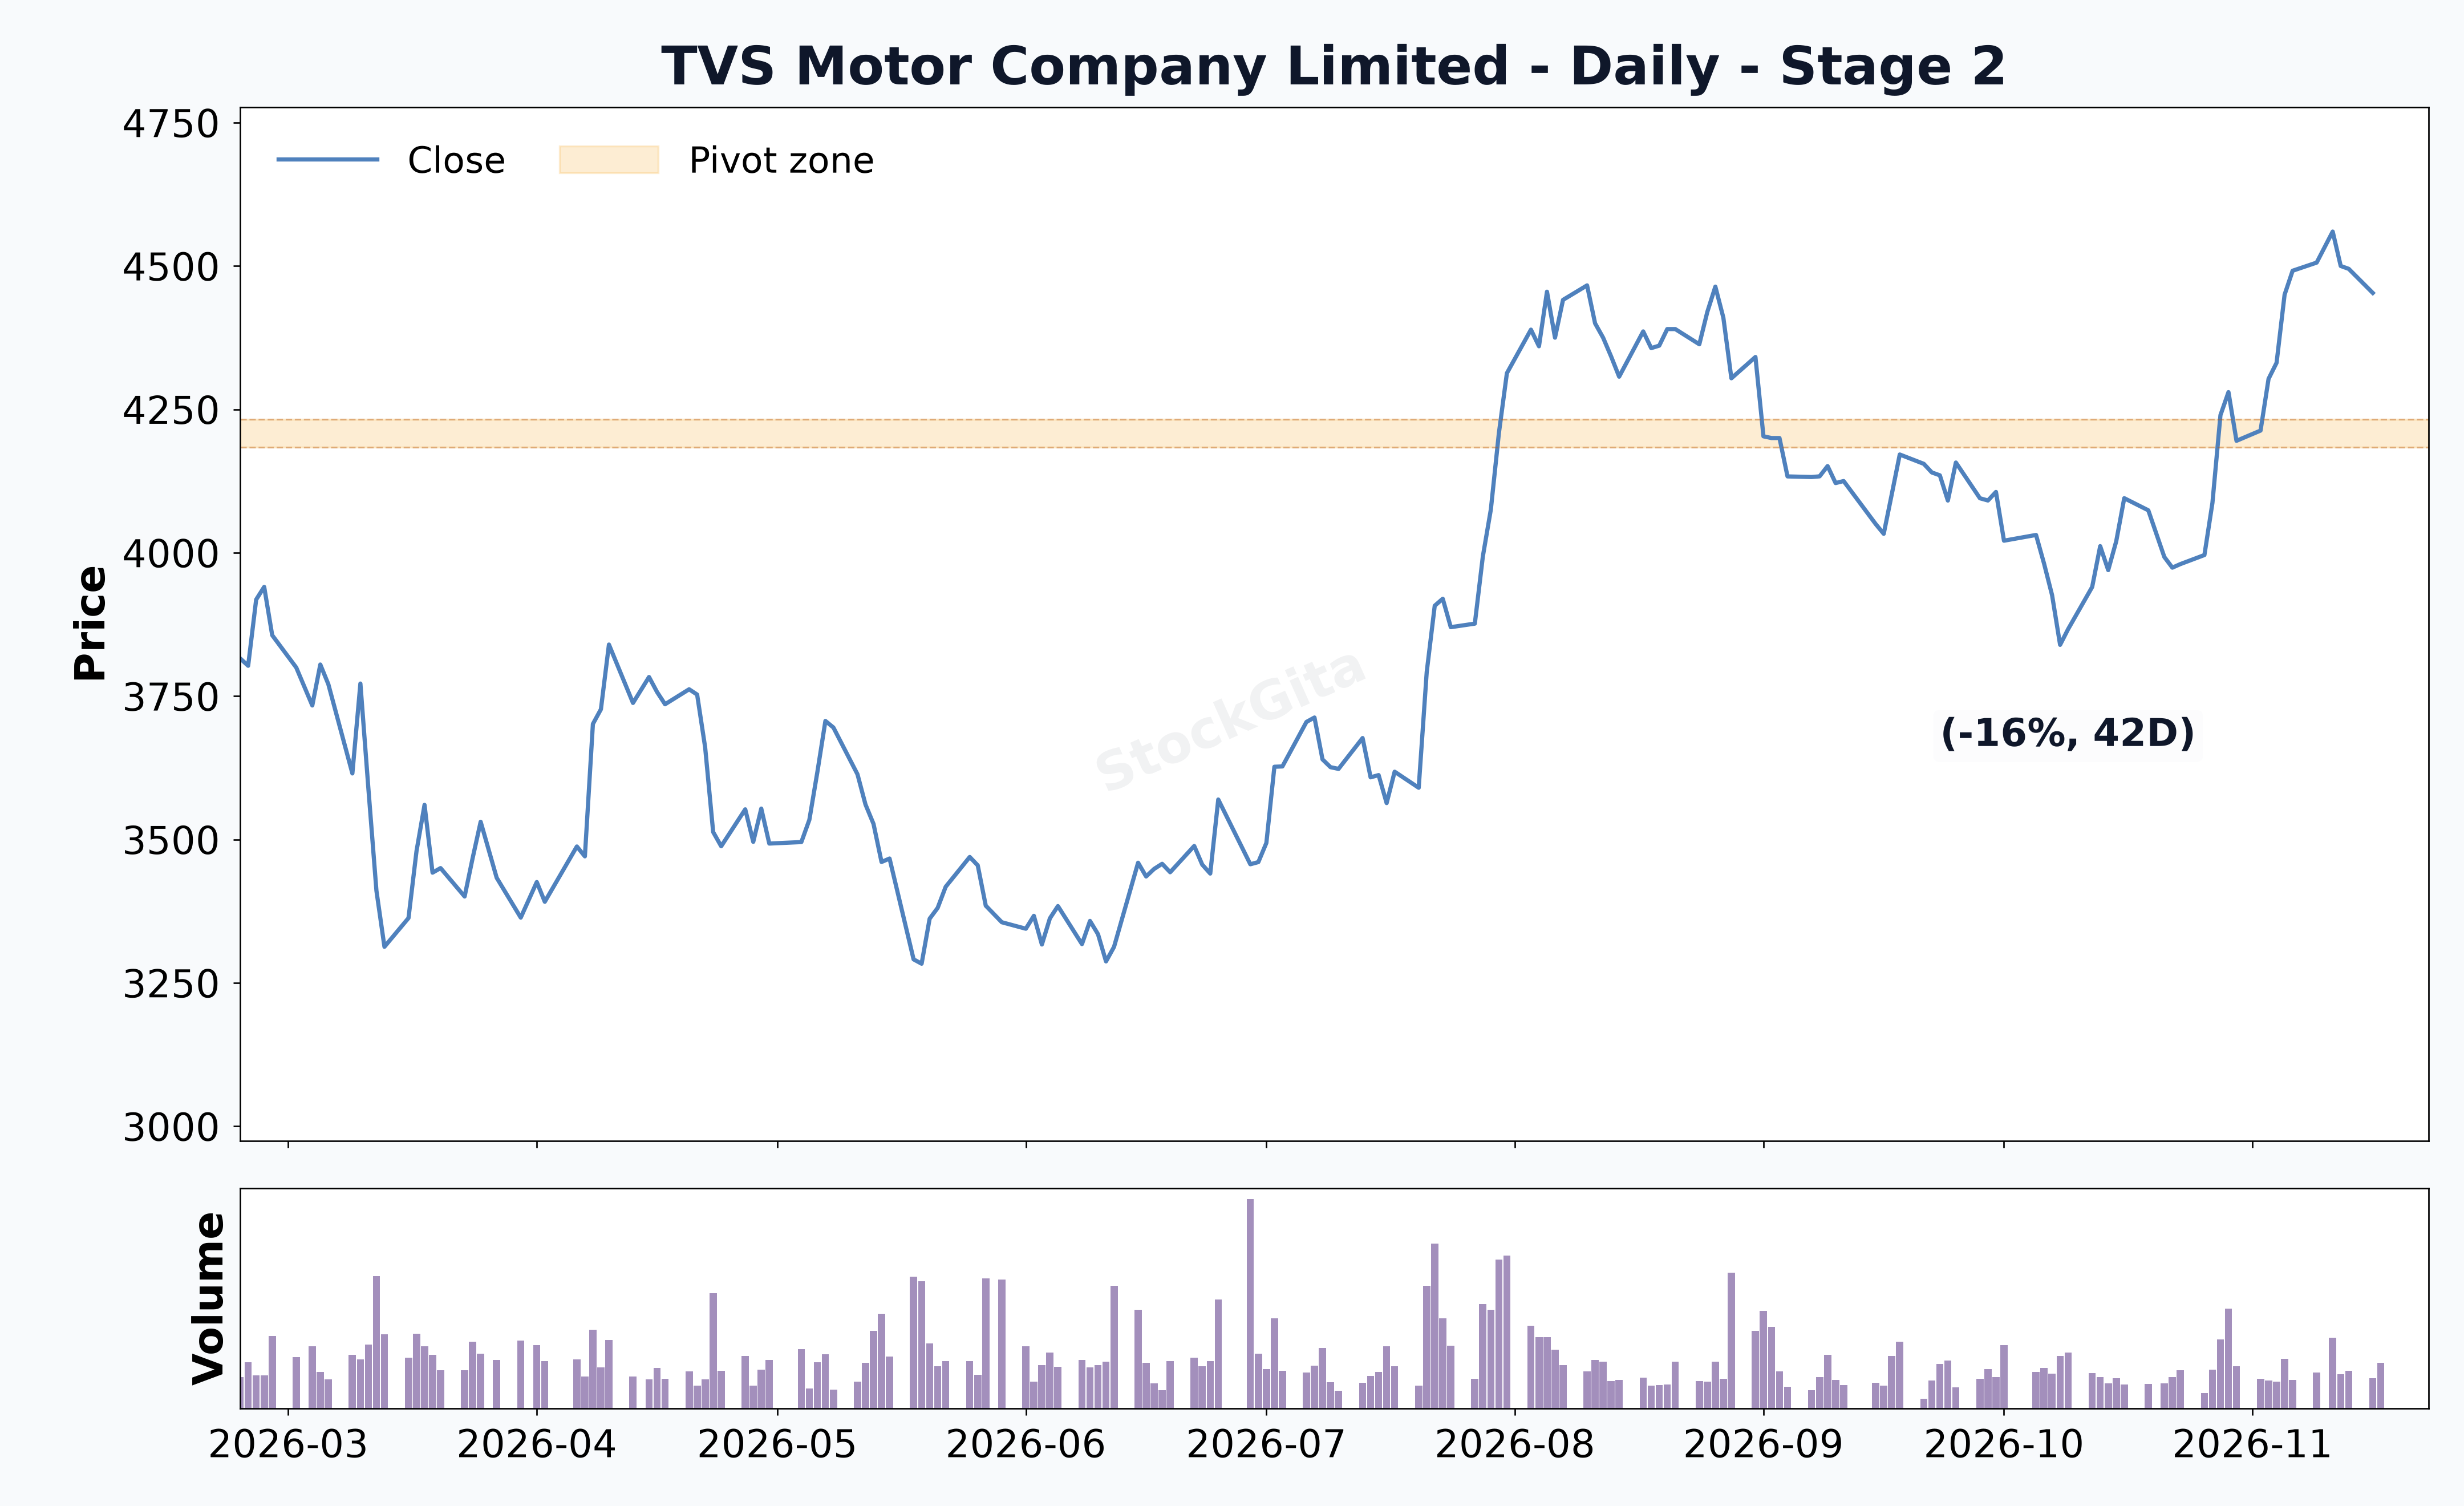 TVS Motor Company Limited - Daily - Stage 2
Close
Pivot zone
4750
4500
4250
4000
3750
3500
3250
3000
Price
StockGita
(-16%, 42D)
Volume
2026-03
2026-04
2026-05
2026-06
2026-07
2026-08
2026-09
2026-10
2026-11